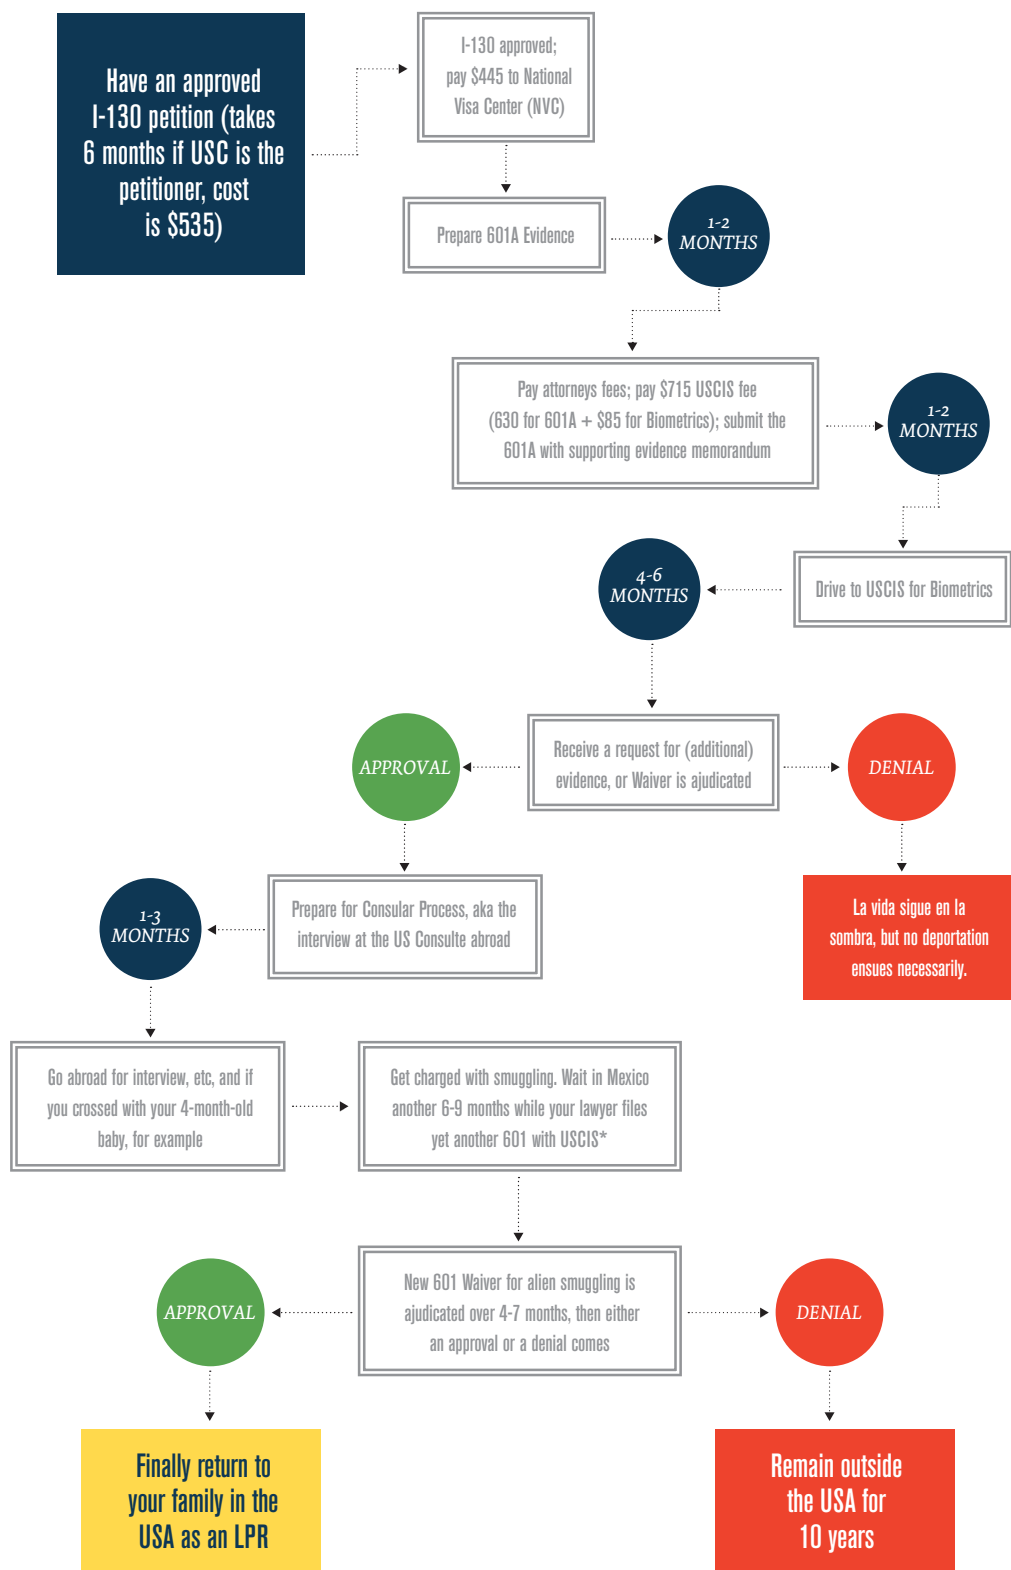 Have an approved
I-130 petition (takes
6 months if USC is the
petitioner, cost
is $535)
I-130 approved;
pay $445 to National
Visa Center (NVC)
Prepare 601A Evidence
1-2
MONTHS
Pay attorneys fees; pay $715 USCIS fee
(630 for 601A + $85 for Biometrics); submit the
601A with supporting evidence memorandum
1-2
MONTHS
Drive to USCIS for Biometrics
4-6
MONTHS
Receive a request for (additional)
evidence, or Waiver is ajudicated
APPROVAL
DENIAL
La vida sigue en la
sombra, but no deportation
ensues necessarily.
Prepare for Consular Process, aka the
interview at the US Consulte abroad
1-3
MONTHS
Go abroad for interview, etc, and if
you crossed with your 4-month-old
baby, for example
Get charged with smuggling. Wait in Mexico
another 6-9 months while your lawyer files
yet another 601 with USCIS*
New 601 Waiver for alien smuggling is
ajudicated over 4-7 months, then either
an approval or a denial comes
APPROVAL
DENIAL
Finally return to
your family in the
USA as an LPR
Remain outside
the USA for
10 years